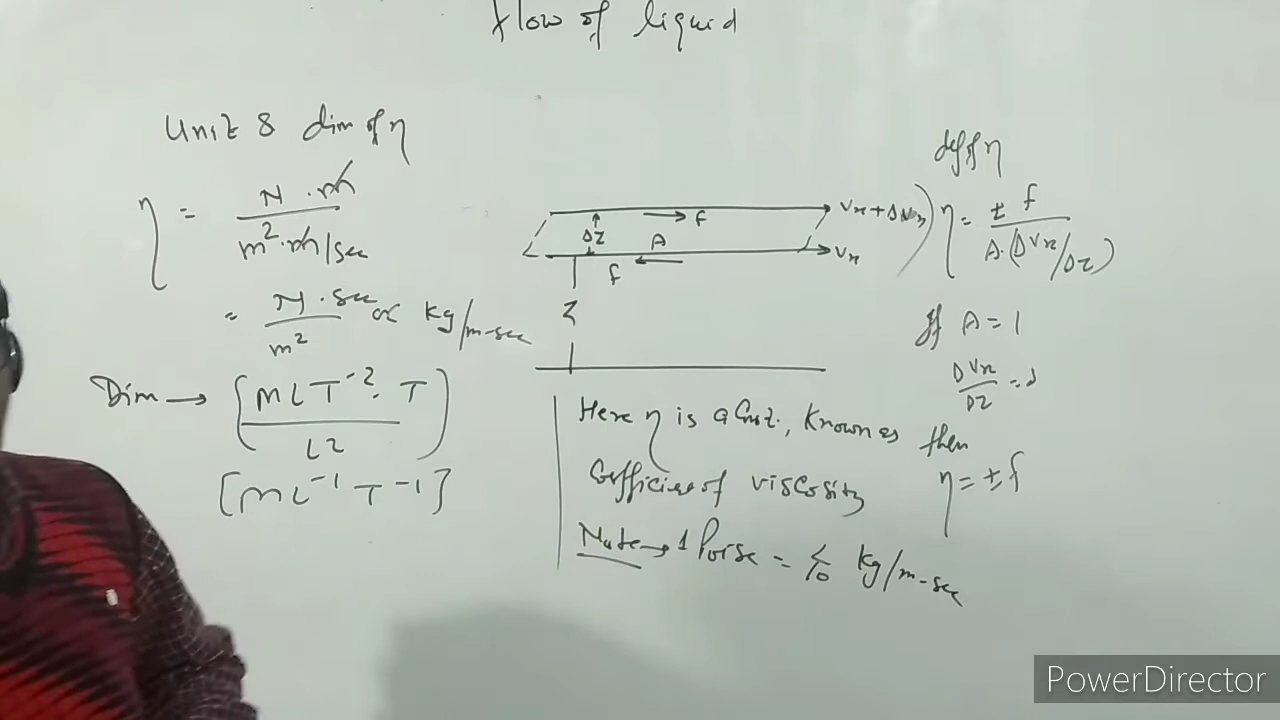 flow of liquid
Unit & dim of η
η = N . m / m² . m/sec
= N . sec / m² or kg/m-sec
Dim → [MLT⁻² . T / L²]
[ML⁻¹ T⁻¹]
Vx + ΔVx
f
Δz
A
Vx
f
z
Here η is a Const., Known as
Coefficient of viscosity
Note → 1 Poise = 1/10 kg/m-sec
def of η
η = ± f / A . (ΔVx/Δz)
If A = 1
ΔVx / Δz = 1
then
η = ± f
PowerDirector